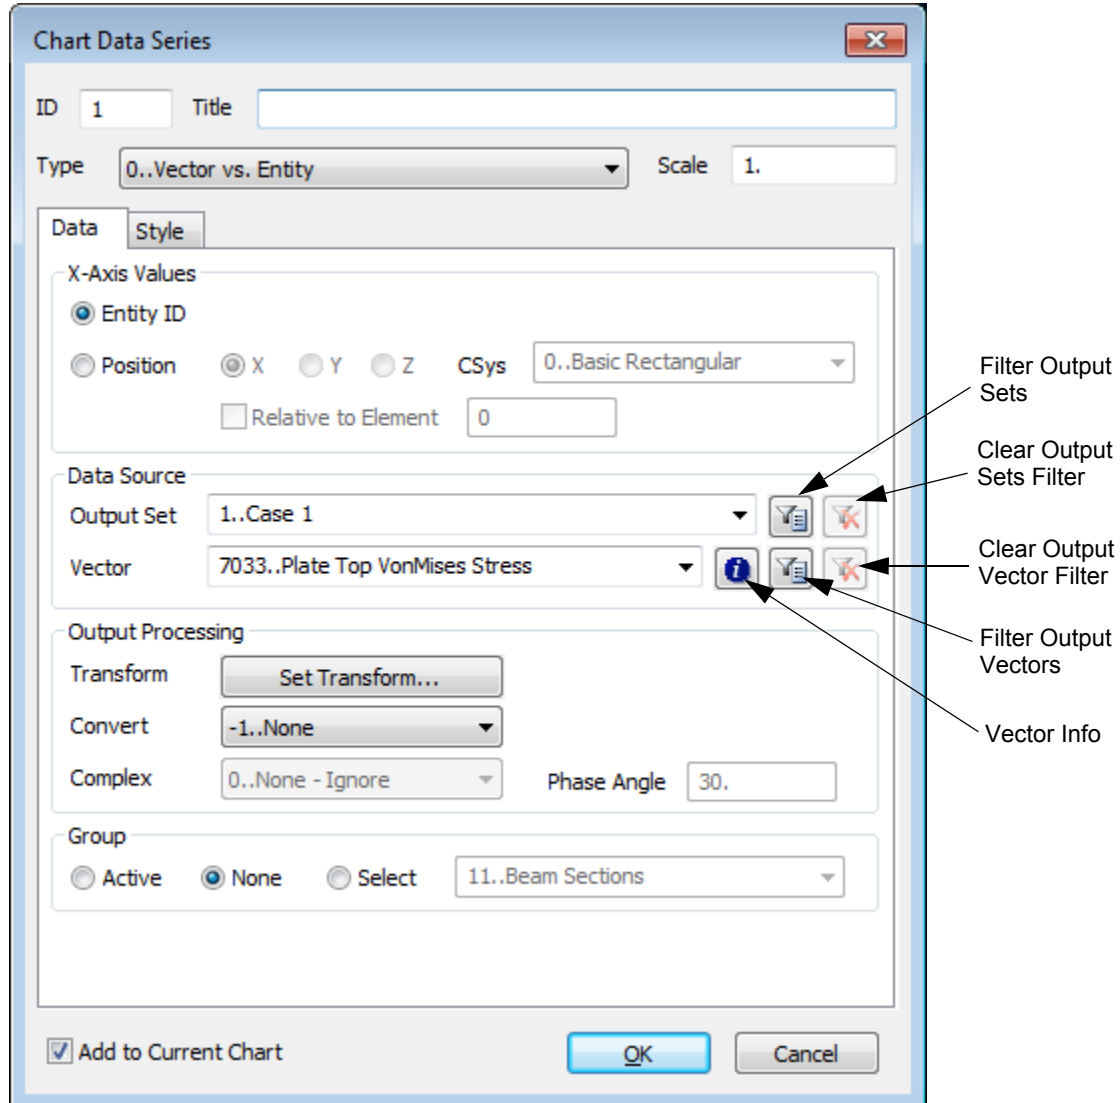 Chart Data Series
ID 1 Title
Type 0..Vector vs. Entity Scale 1.
Data Style
X-Axis Values
Entity ID
Position X Y Z CSys 0..Basic Rectangular
Relative to Element 0
Data Source
Output Set 1..Case 1
Vector 7033..Plate Top VonMises Stress
i
Output Processing
Transform Set Transform...
Convert -1..None
Complex 0..None - Ignore Phase Angle 30.
Group
Active None Select 11..Beam Sections
Add to Current Chart OK Cancel
Filter Output
Sets
Clear Output
Sets Filter
Clear Output
Vector Filter
Filter Output
Vectors
Vector Info